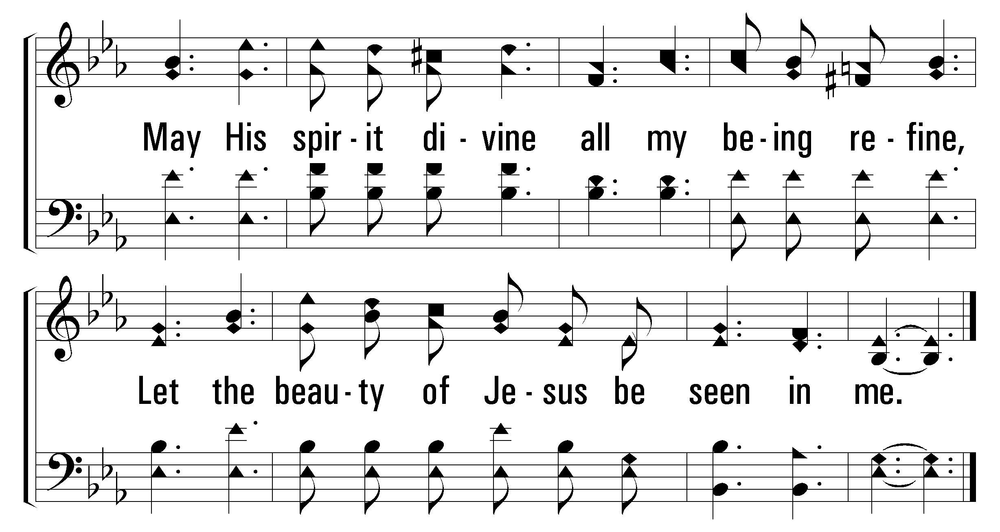 May His spir - it di - vine all my be - ing re - fine,
Let the beau - ty of Je - sus be seen in me.